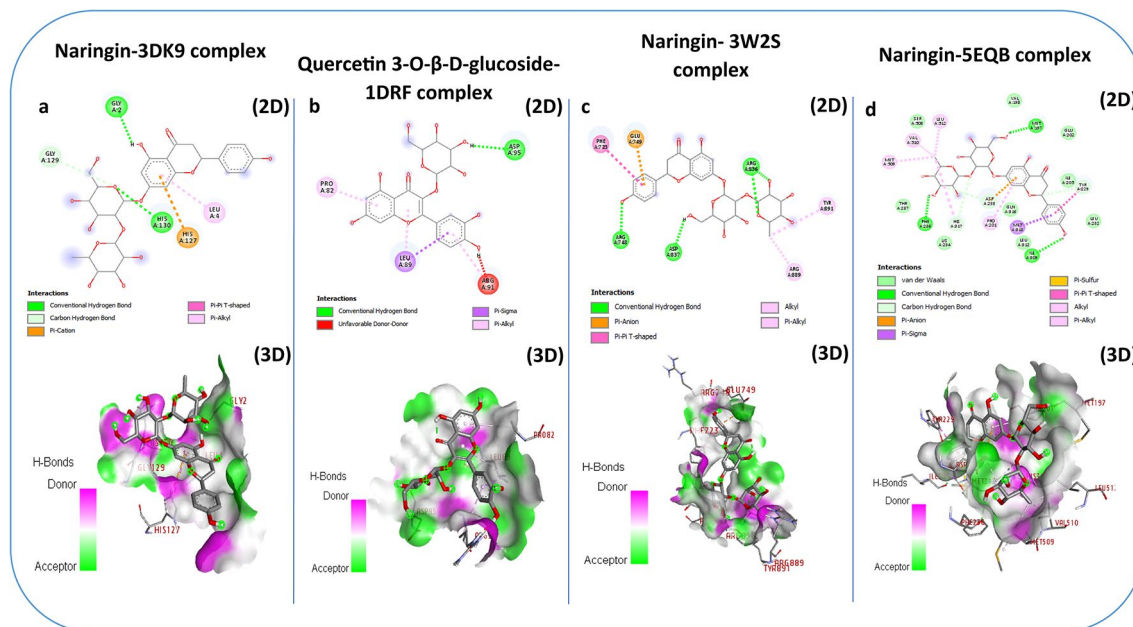 Naringin-3DK9 complex
a
(2D)
GLY
A:2
GLY
A:129
H
HIS
A:130
HIS
A:127
LEU
A:4
Interactions
Conventional Hydrogen Bond
Carbon Hydrogen Bond
Pi-Cation
Pi-Pi T-shaped
Pi-Alkyl
(3D)
GLY2
HIS127
H-Bonds
Donor
Acceptor
Quercetin 3-O-β-D-glucoside-
1DRF complex
b
(2D)
ASP
A:95
PRO
A:82
LEU
A:89
ARG
A:91
H
Interactions
Conventional Hydrogen Bond
Unfavorable Donor-Donor
Pi-Sigma
Pi-Alkyl
(3D)
PRO82
H-Bonds
Donor
Acceptor
Naringin- 3W2S
complex
c
(2D)
PHE
A:723
GLU
A:749
ARG
A:836
TYR
A:891
ARG
A:748
ASP
A:837
ARG
A:889
Interactions
Conventional Hydrogen Bond
Pi-Anion
Pi-Pi T-shaped
Alkyl
Pi-Alkyl
(3D)
GLU749
ARG889
TYR891
H-Bonds
Donor
Acceptor
Naringin-5EQB complex
d
(2D)
Interactions
van der Waals
Conventional Hydrogen Bond
Carbon Hydrogen Bond
Pi-Anion
Pi-Sigma
Pi-Sulfur
Pi-Pi T-shaped
Alkyl
Pi-Alkyl
(3D)
VAL510
H-Bonds
Donor
Acceptor